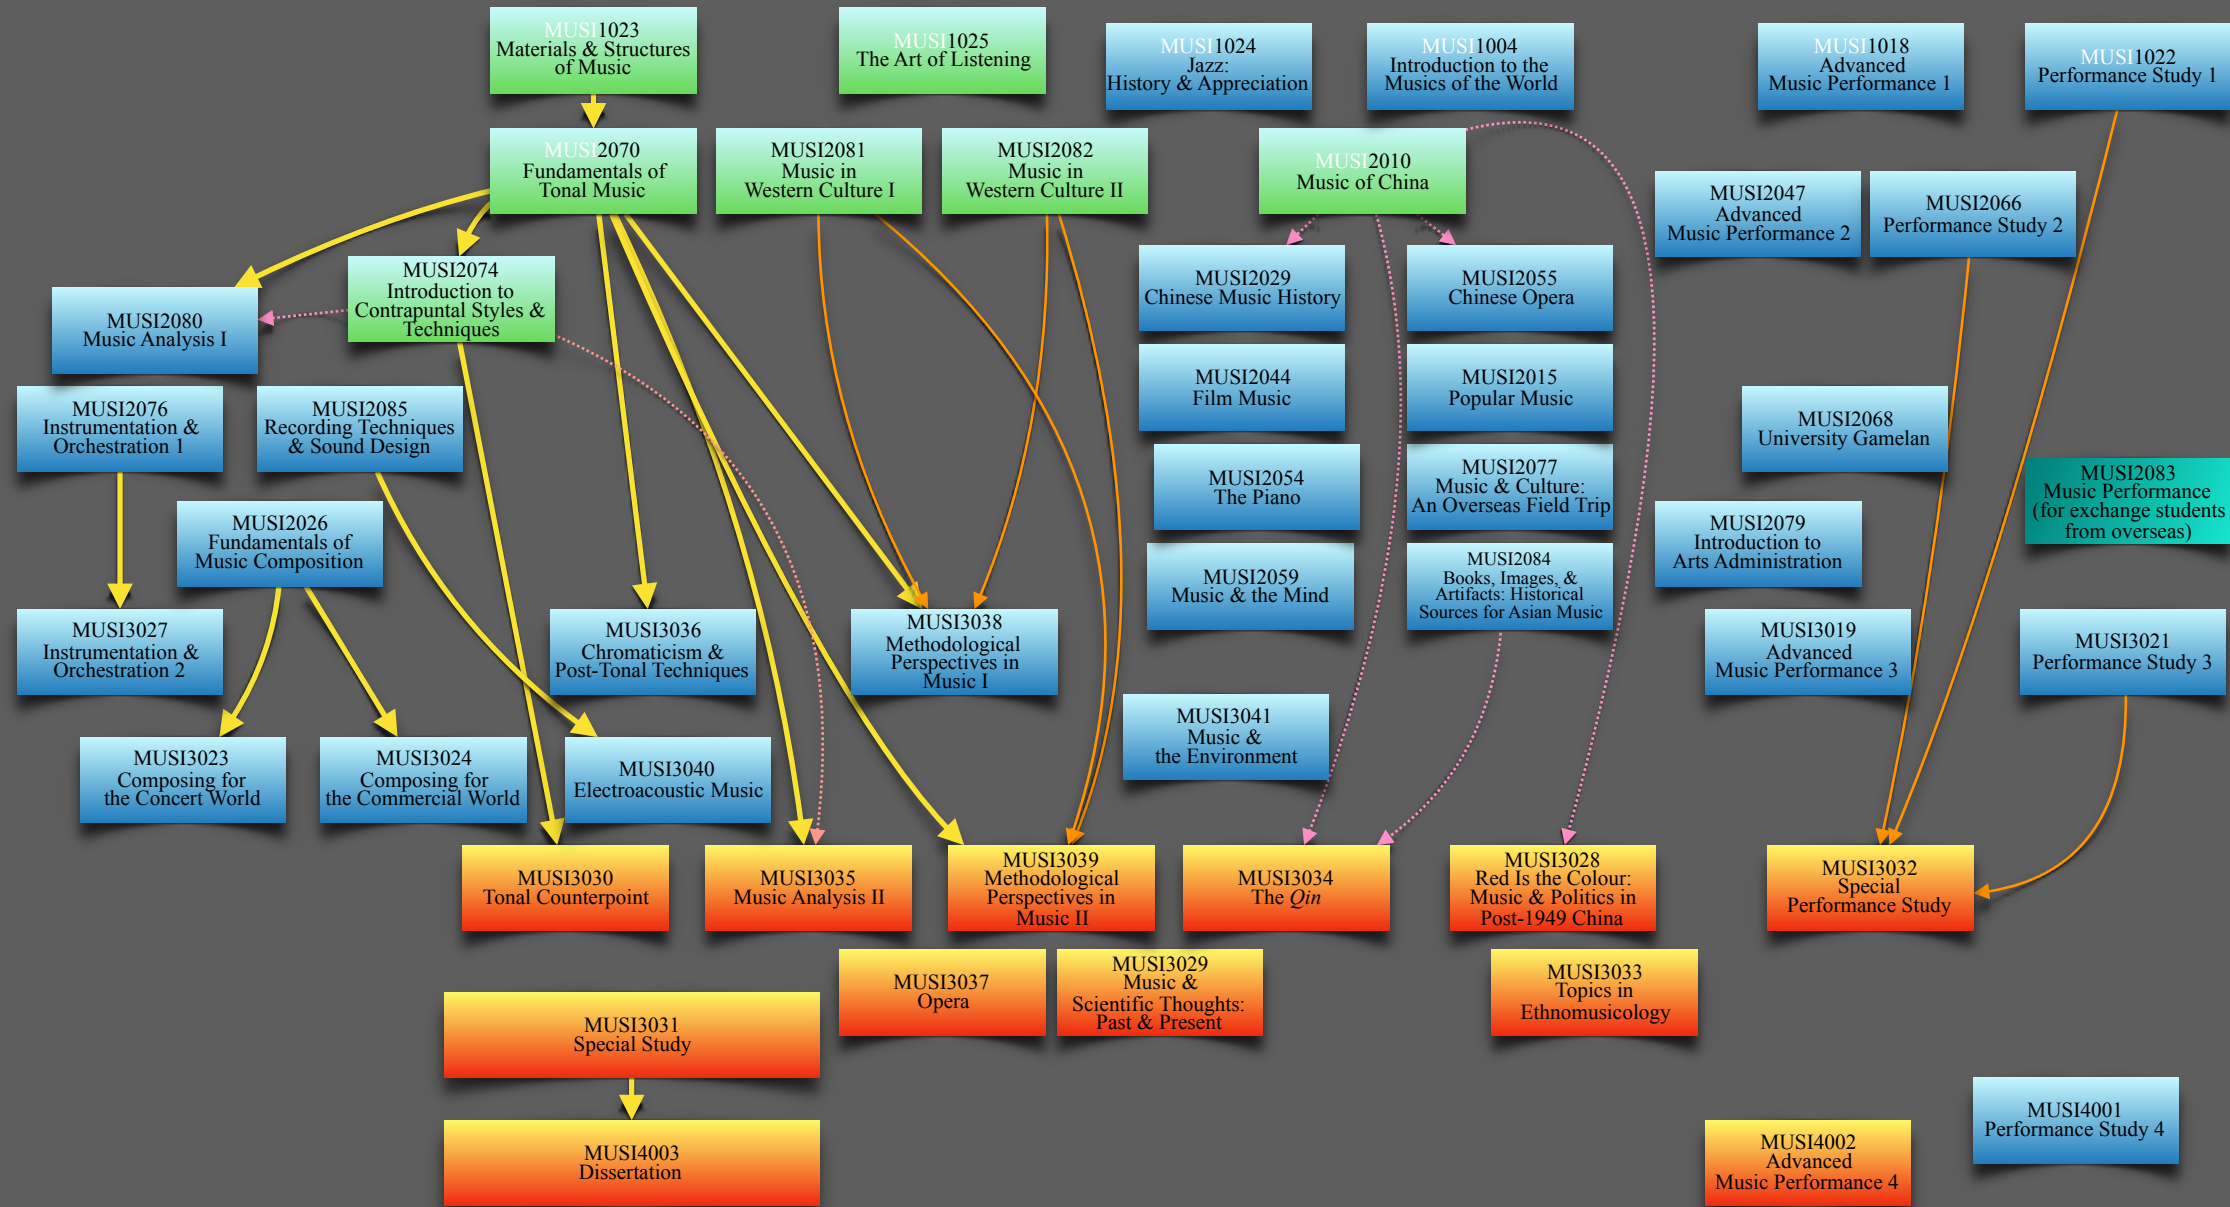 MUSI1023
Materials & Structures
of Music
MUSI1025
The Art of Listening
MUSI1024
Jazz:
History & Appreciation
MUSI1004
Introduction to the
Musics of the World
MUSI1018
Advanced
Music Performance 1
MUSI1022
Performance Study 1
MUSI2070
Fundamentals of
Tonal Music
MUSI2081
Music in
Western Culture I
MUSI2082
Music in
Western Culture II
MUSI2010
Music of China
MUSI2047
Advanced
Music Performance 2
MUSI2066
Performance Study 2
MUSI2074
Introduction to
Contrapuntal Styles &
Techniques
MUSI2029
Chinese Music History
MUSI2055
Chinese Opera
MUSI2080
Music Analysis I
MUSI2044
Film Music
MUSI2015
Popular Music
MUSI2076
Instrumentation &
Orchestration 1
MUSI2085
Recording Techniques
& Sound Design
MUSI2068
University Gamelan
MUSI2054
The Piano
MUSI2077
Music & Culture:
An Overseas Field Trip
MUSI2083
Music Performance
(for exchange students
from overseas)
MUSI2026
Fundamentals of
Music Composition
MUSI2079
Introduction to
Arts Administration
MUSI2059
Music & the Mind
MUSI2084
Books, Images, &
Artifacts: Historical
Sources for Asian Music
MUSI3027
Instrumentation &
Orchestration 2
MUSI3036
Chromaticism &
Post-Tonal Techniques
MUSI3038
Methodological
Perspectives in
Music I
MUSI3019
Advanced
Music Performance 3
MUSI3021
Performance Study 3
MUSI3041
Music &
the Environment
MUSI3023
Composing for
the Concert World
MUSI3024
Composing for
the Commercial World
MUSI3040
Electroacoustic Music
MUSI3030
Tonal Counterpoint
MUSI3035
Music Analysis II
MUSI3039
Methodological
Perspectives in
Music II
MUSI3034
The Qin
MUSI3028
Red Is the Colour:
Music & Politics in
Post-1949 China
MUSI3032
Special
Performance Study
MUSI3037
Opera
MUSI3029
Music &
Scientific Thoughts:
Past & Present
MUSI3033
Topics in
Ethnomusicology
MUSI3031
Special Study
MUSI4001
Performance Study 4
MUSI4003
Dissertation
MUSI4002
Advanced
Music Performance 4